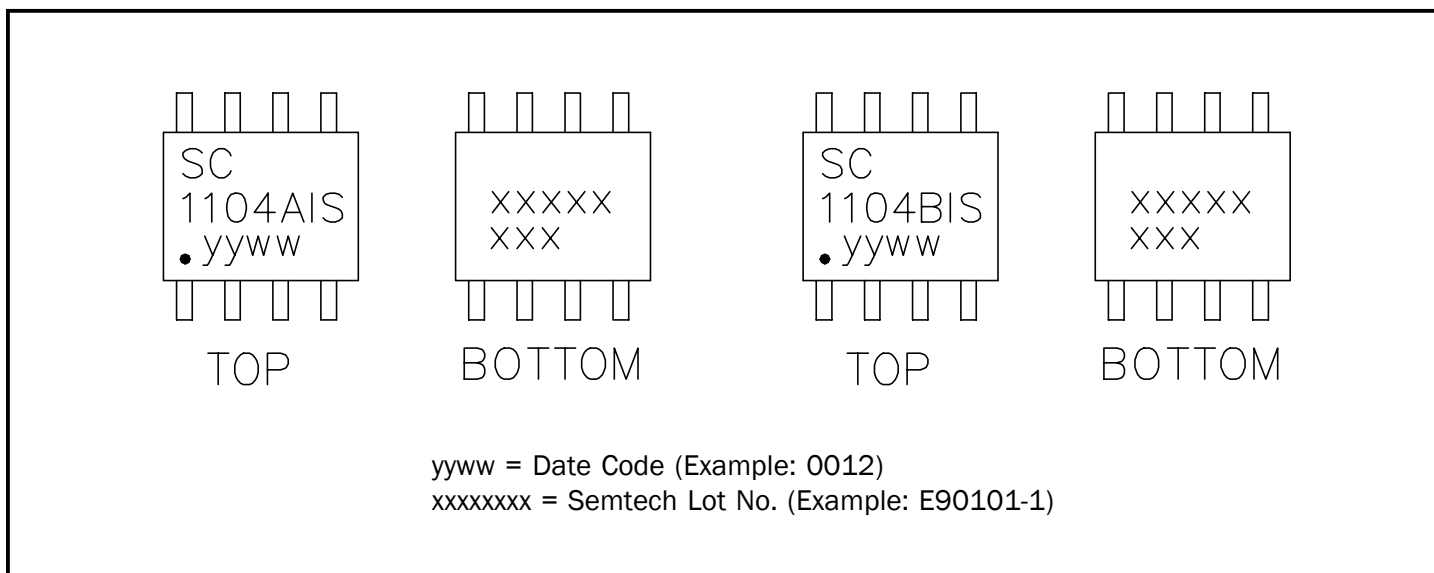 SC
1104AIS
yyww
TOP
xxxxx
xxx
BOTTOM
SC
1104BIS
yyww
TOP
xxxxx
xxx
BOTTOM
yyww = Date Code (Example: 0012)
xxxxxxxx = Semtech Lot No. (Example: E90101-1)